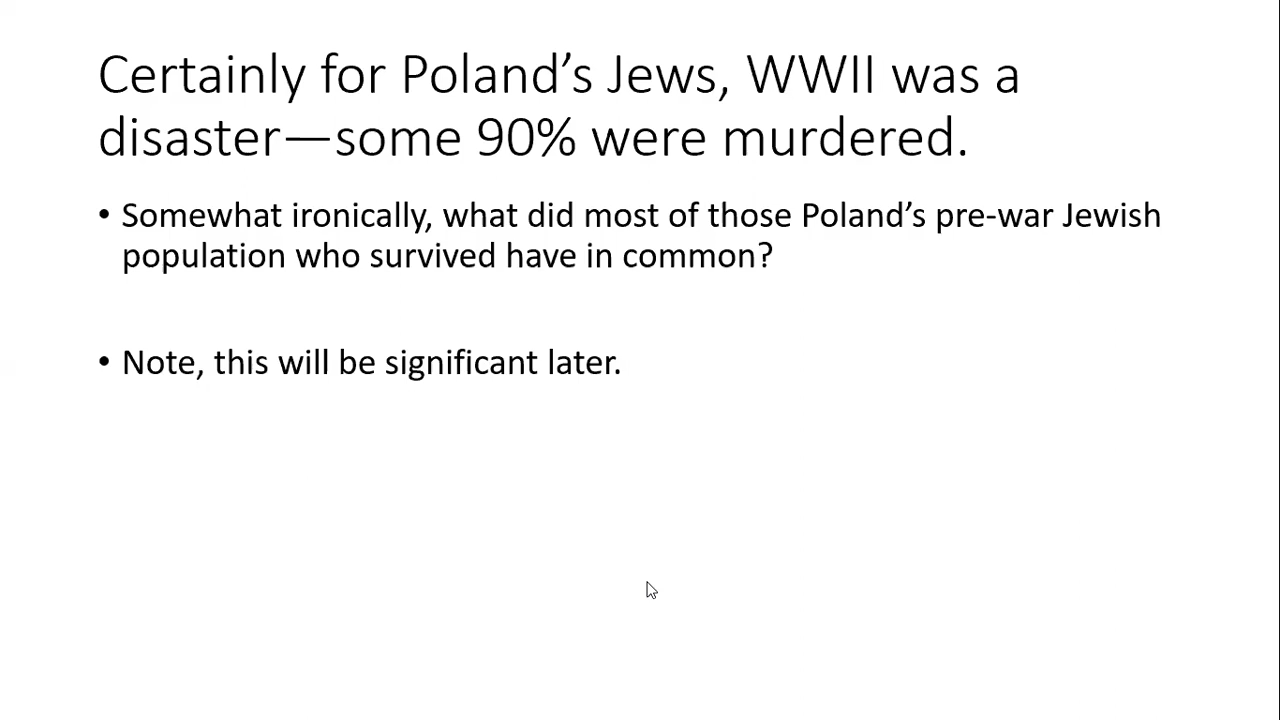 Certainly for Poland’s Jews, WWII was a
disaster—some 90% were murdered.
• Somewhat ironically, what did most of those Poland’s pre-war Jewish
population who survived have in common?
• Note, this will be significant later.